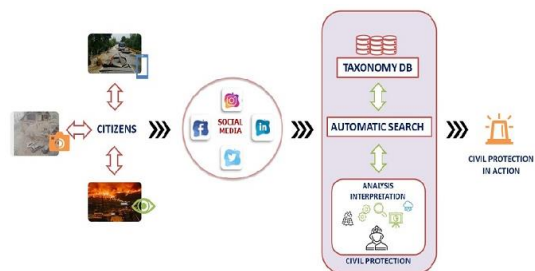 CITIZENS
SOCIAL
MEDIA
TAXONOMY DB
AUTOMATIC SEARCH
ANALYSIS
INTERPRETATION
CIVIL PROTECTION
CIVIL PROTECTION
IN ACTION